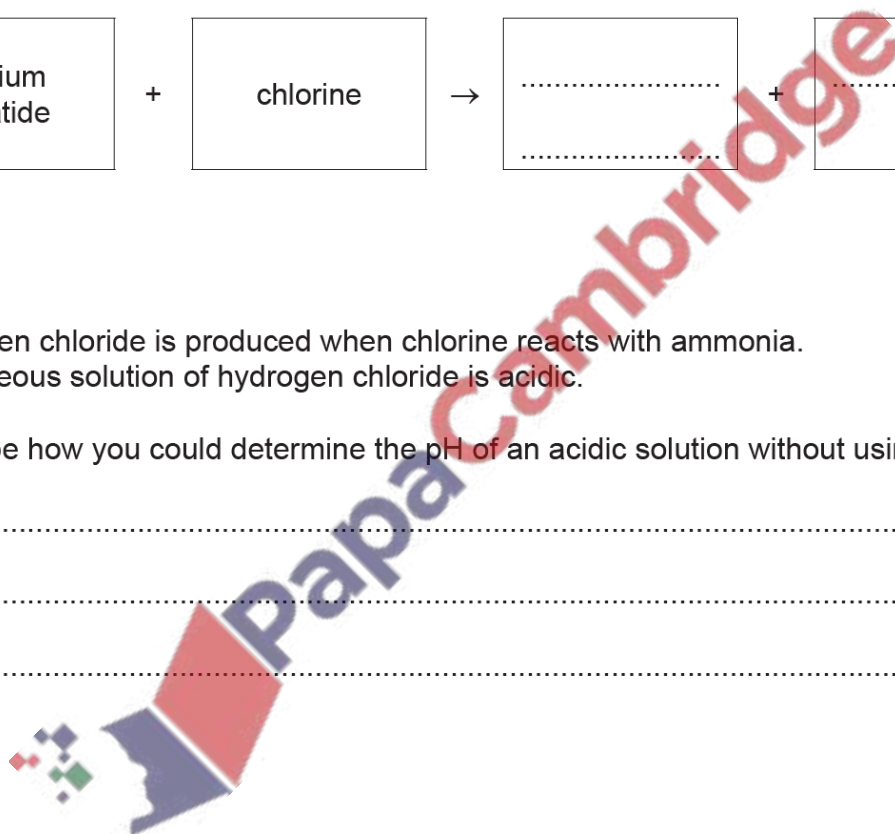 ium
tide
+
chlorine
→
........................
........................
+
en chloride is produced when chlorine reacts with ammonia.
eous solution of hydrogen chloride is acidic.
e how you could determine the pH of an acidic solution without usi
PapaCambridge